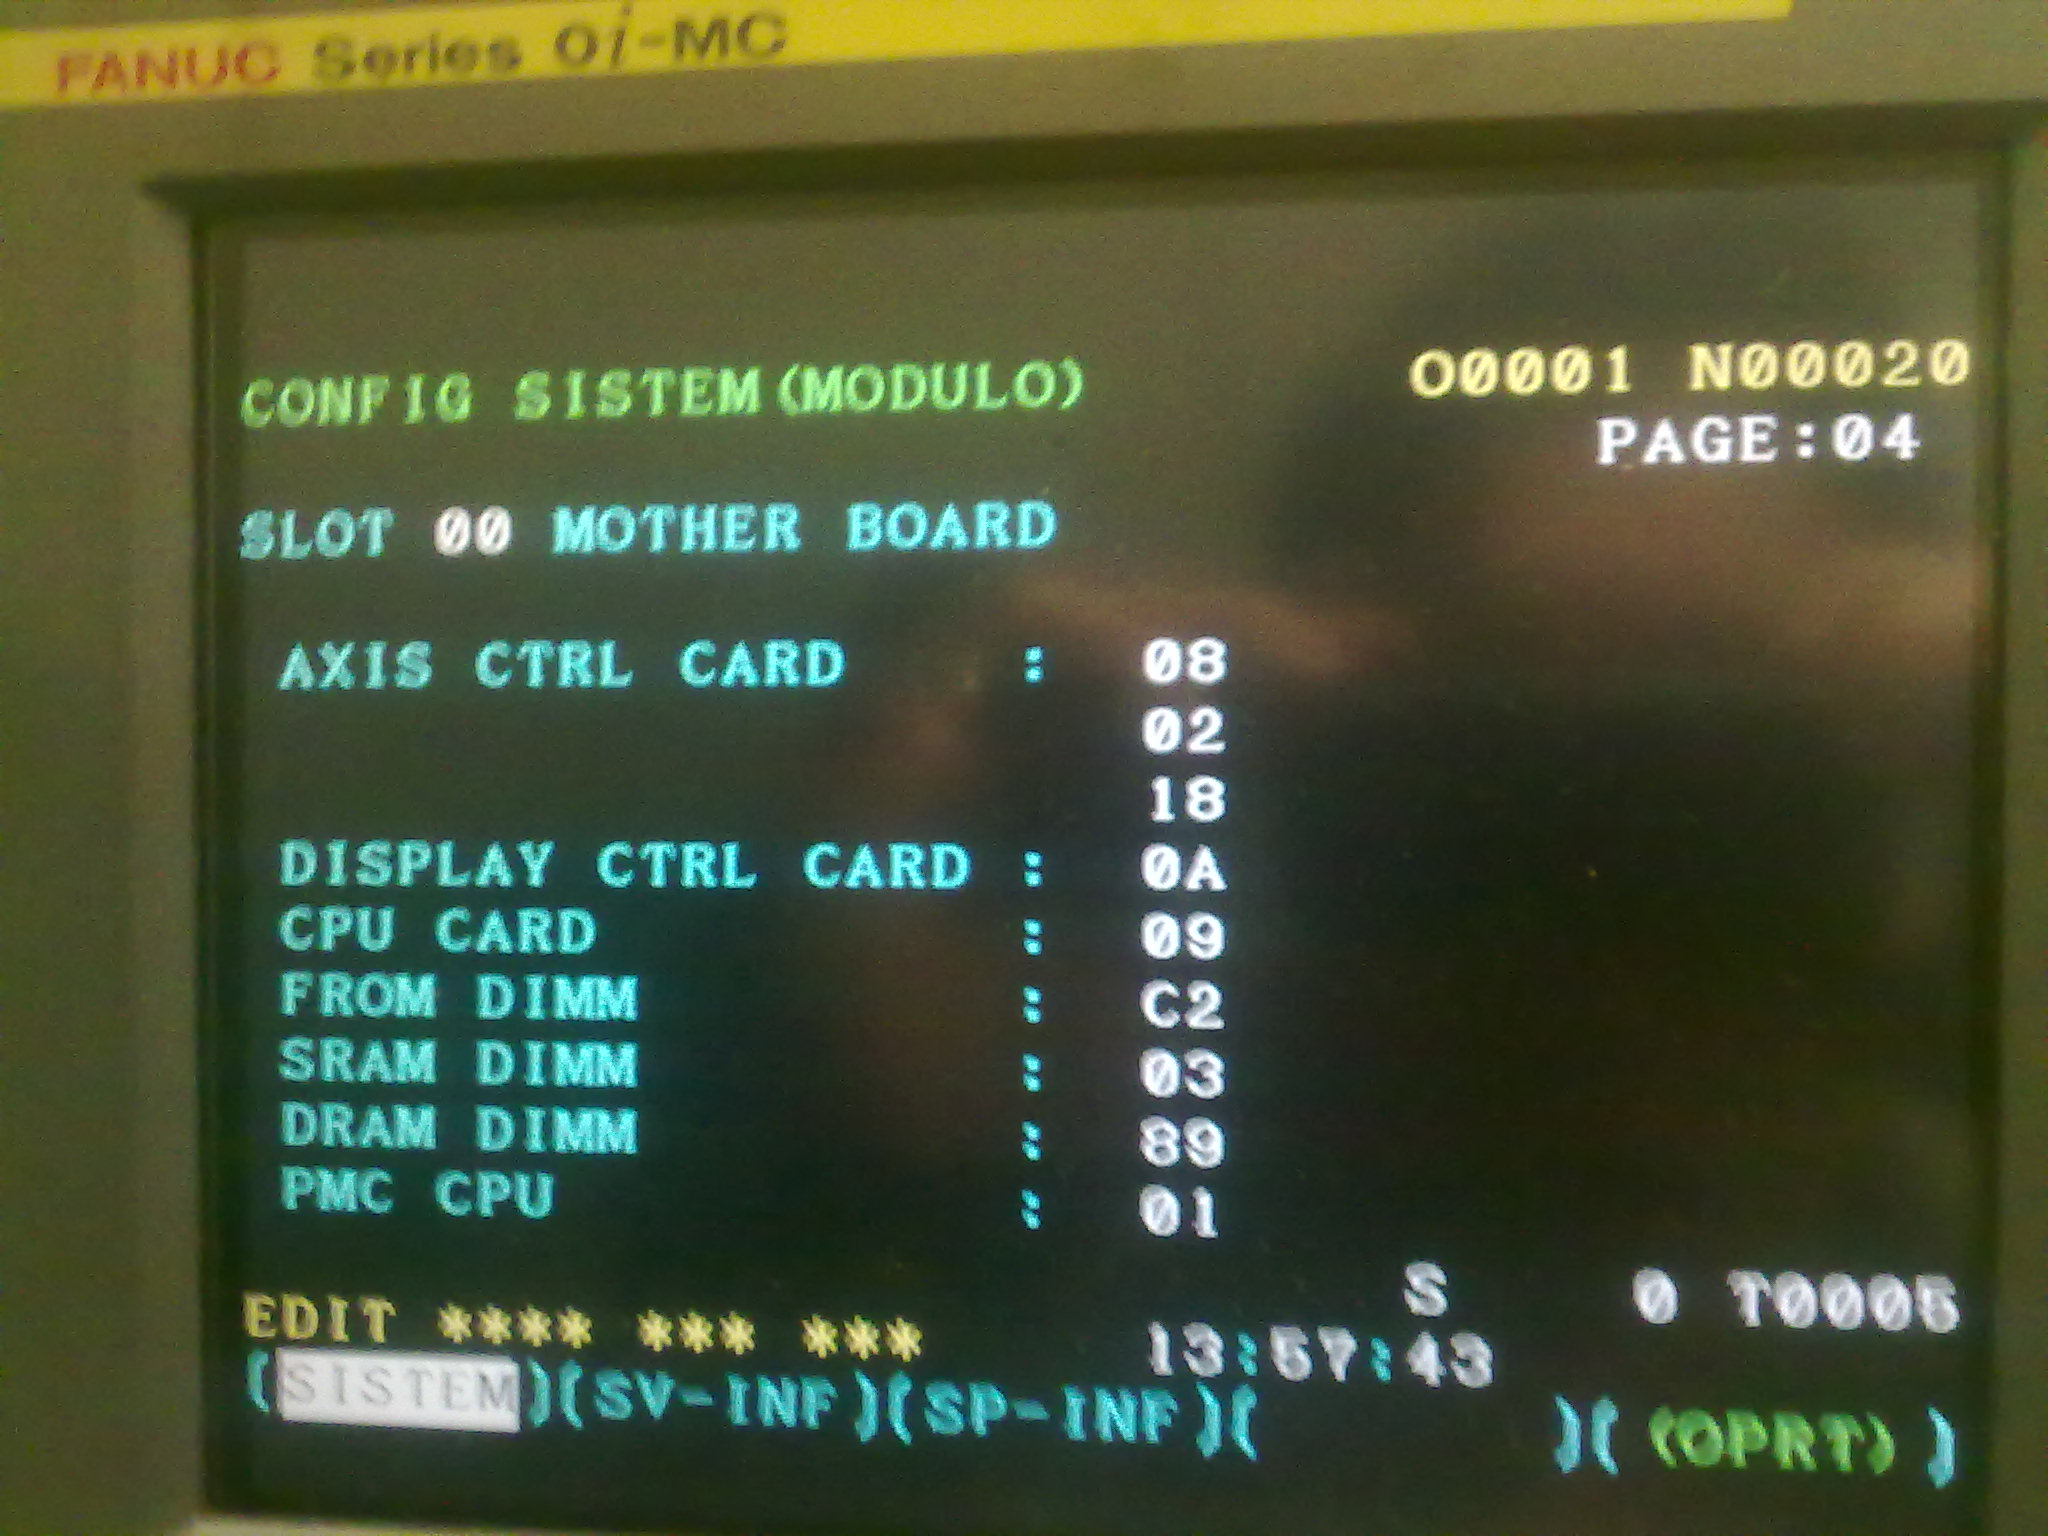 FANUC Series 0i-MC
CONFIG SISTEM(MODULO) O0001 N00020
PAGE:04
SLOT 00 MOTHER BOARD
AXIS CTRL CARD : 08
02
18
DISPLAY CTRL CARD : 0A
CPU CARD : 09
FROM DIMM : C2
SRAM DIMM : 03
DRAM DIMM : 89
PMC CPU : 01
S 0 T0005
EDIT **** *** *** 13:57:43
(SISTEM)(SV-INF)(SP-INF)( )((OPRT))